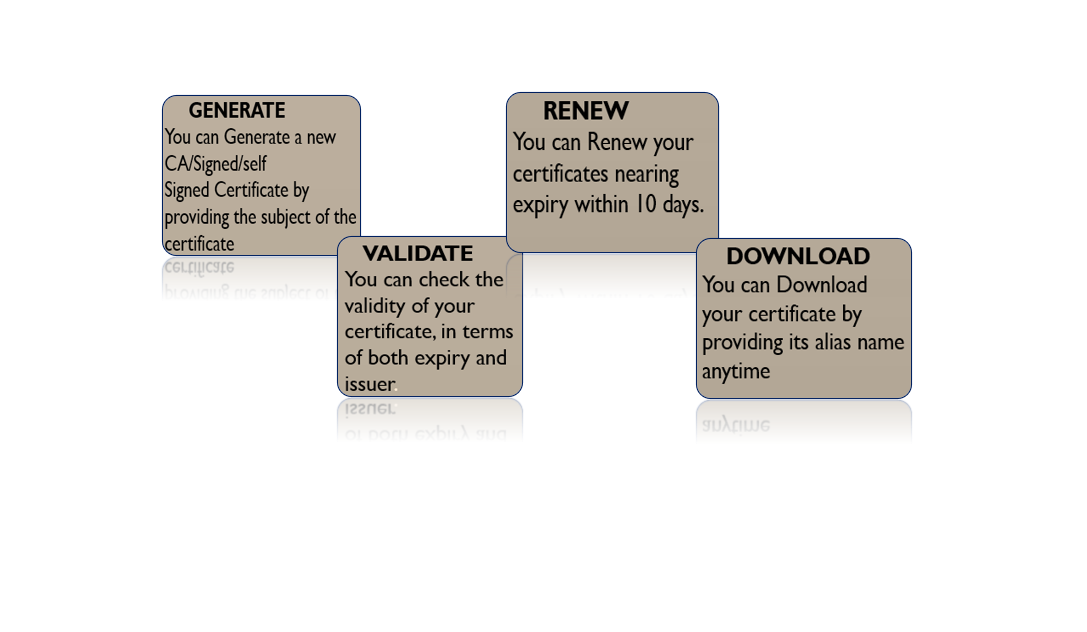 GENERATE
You can Generate a new
CA/Signed/self
Signed Certificate by
providing the subject of the
certificate
VALIDATE
You can check the
validity of your
certificate, in terms
of both expiry and
issuer.
RENEW
You can Renew your
certificates nearing
expiry within 10 days.
DOWNLOAD
You can Download
your certificate by
providing its alias name
anytime